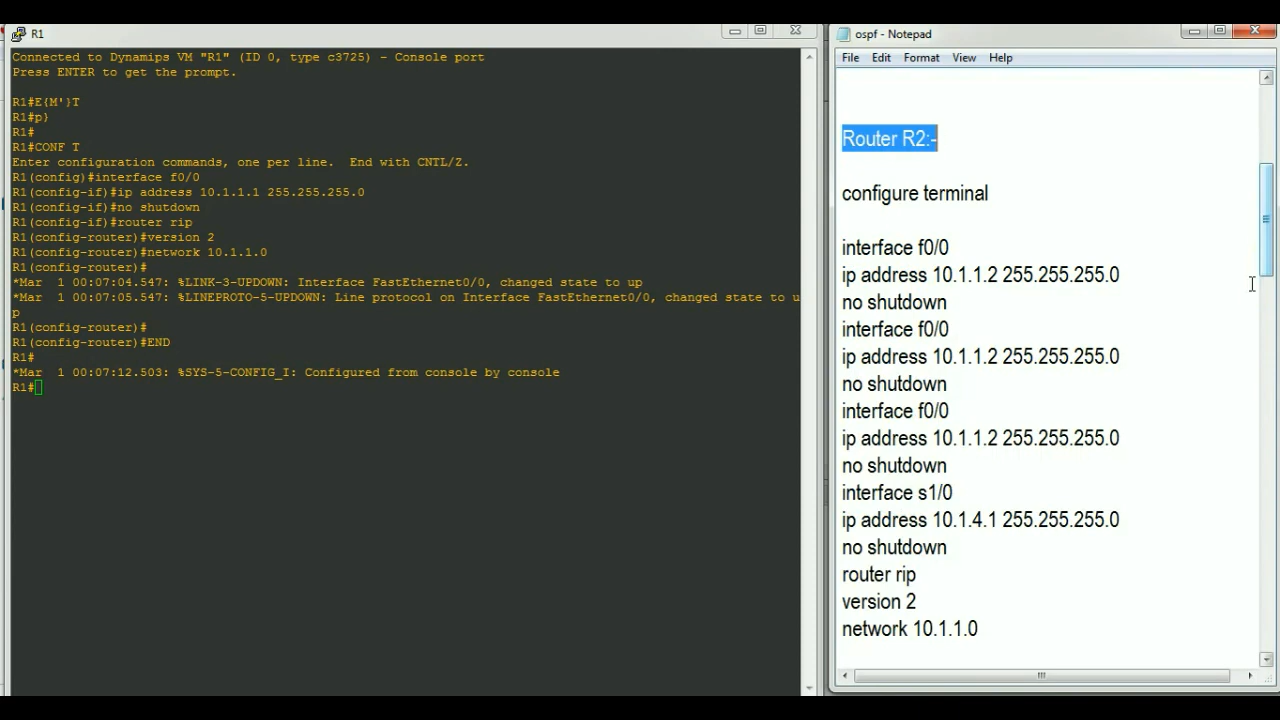 R1
Connected to Dynamips VM "R1" (ID 0, type c3725) - Console port
Press ENTER to get the prompt.
R1#E{M'}T
R1#p}
R1#
R1#CONF T
Enter configuration commands, one per line.  End with CNTL/Z.
R1(config)#interface f0/0
R1(config-if)#ip address 10.1.1.1 255.255.255.0
R1(config-if)#no shutdown
R1(config-if)#router rip
R1(config-router)#version 2
R1(config-router)#network 10.1.1.0
R1(config-router)#
*Mar  1 00:07:04.547: %LINK-3-UPDOWN: Interface FastEthernet0/0, changed state to up
*Mar  1 00:07:05.547: %LINEPROTO-5-UPDOWN: Line protocol on Interface FastEthernet0/0, changed state to u
p
R1(config-router)#
R1(config-router)#END
R1#
*Mar  1 00:07:12.503: %SYS-5-CONFIG_I: Configured from console by console
R1#
ospf - Notepad
File Edit Format View Help
Router R2:-
configure terminal
interface f0/0
ip address 10.1.1.2 255.255.255.0
no shutdown
interface f0/0
ip address 10.1.1.2 255.255.255.0
no shutdown
interface f0/0
ip address 10.1.1.2 255.255.255.0
no shutdown
interface s1/0
ip address 10.1.4.1 255.255.255.0
no shutdown
router rip
version 2
network 10.1.1.0